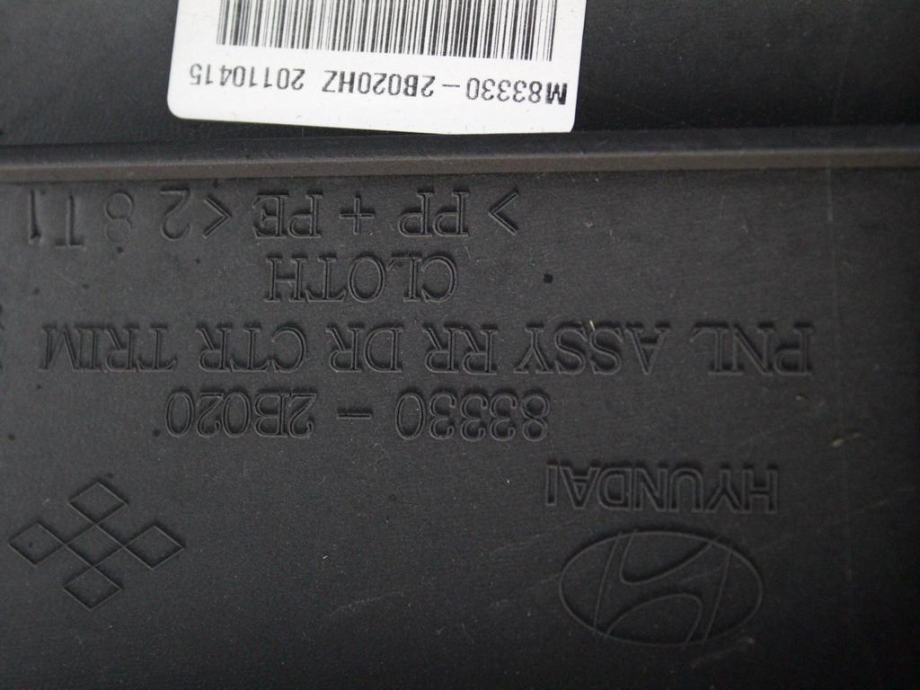 HYUNDAI
83330 - 2B020
PNL ASSY RR DR CTR TRIM
CLOTH
> PP + PE <
M83330-2B020HZ 20110415